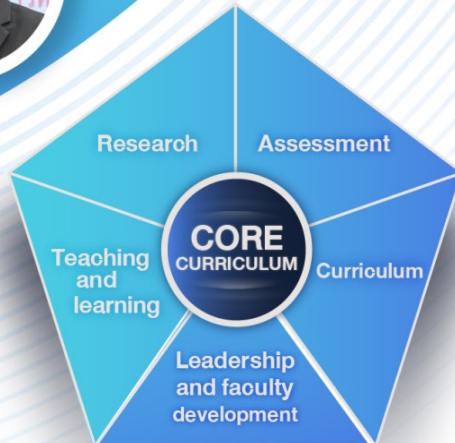 Research
Assessment
CORE
CURRICULUM
Teaching
and
learning
Curriculum
Leadership
and faculty
development